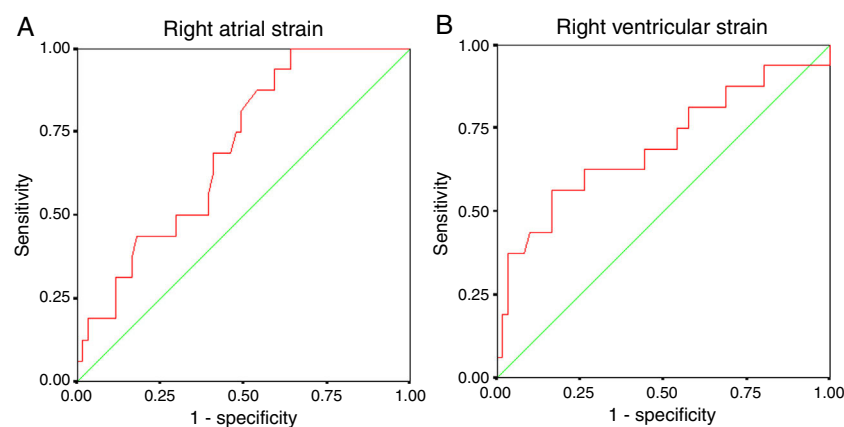 A
Right atrial strain
1.00
0.75
0.50
0.25
0.00
Sensitivity
0.00 0.25 0.50 0.75 1.00
1 - specificity
B
Right ventricular strain
1.00
0.75
0.50
0.25
0.00
Sensitivity
0.00 0.25 0.50 0.75 1.00
1 - specificity